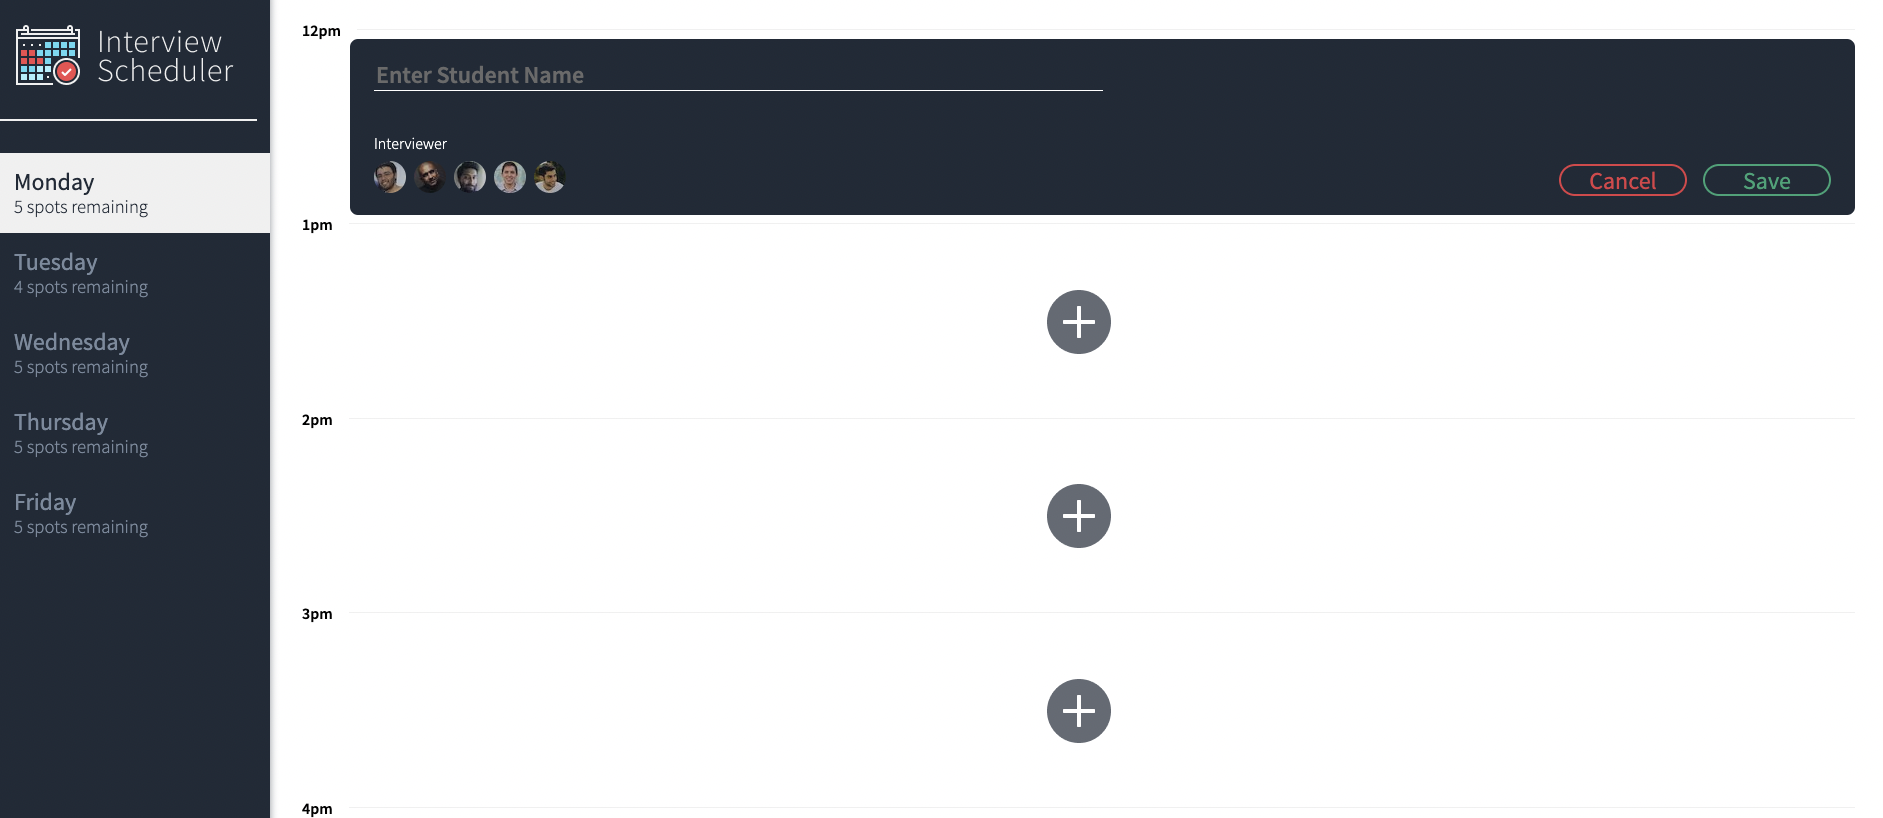 Interview
Scheduler
Monday
5 spots remaining
Tuesday
4 spots remaining
Wednesday
5 spots remaining
Thursday
5 spots remaining
Friday
5 spots remaining
12pm
Enter Student Name
Interviewer
Cancel
Save
1pm
2pm
3pm
4pm